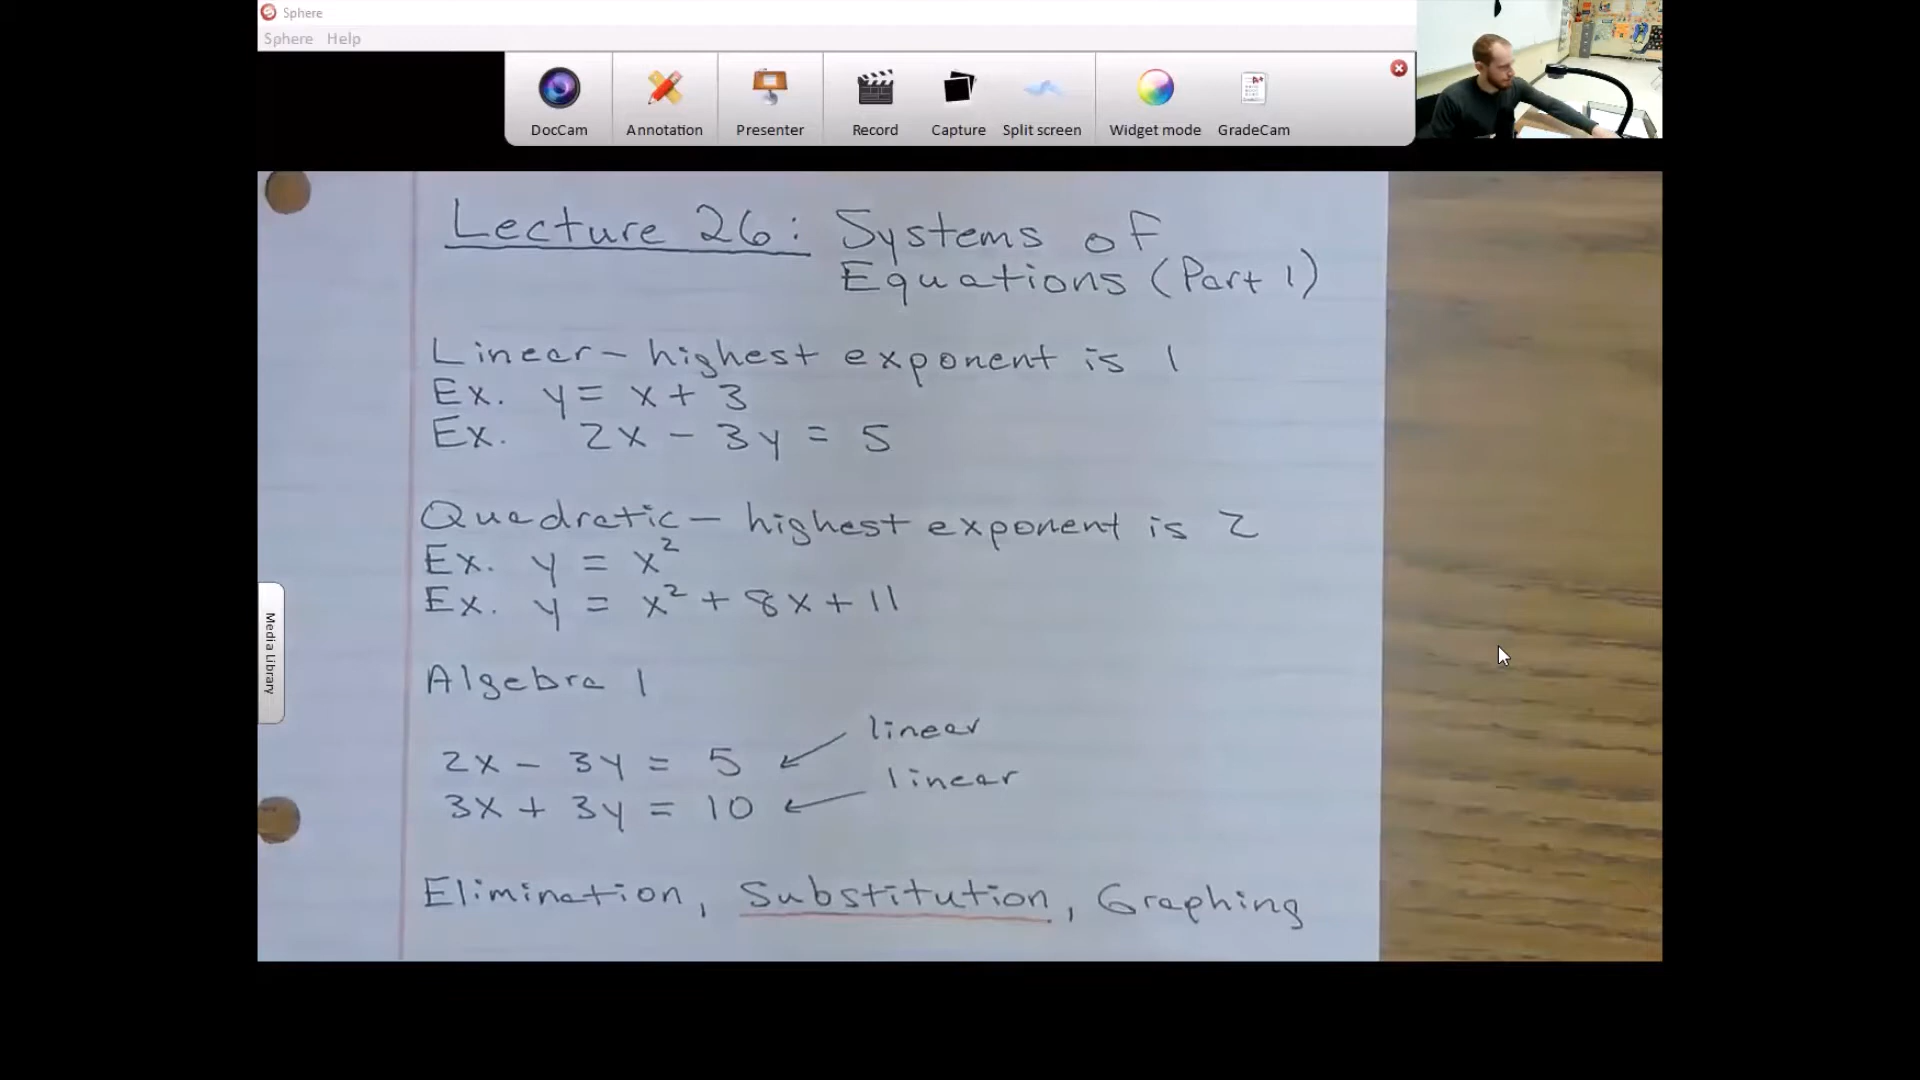 Sphere
Sphere Help
DocCam Annotation Presenter Record Capture Split screen Widget mode GradeCam
Lecture 26: Systems of
Equations (Part 1)
Linear - highest exponent is 1
Ex. y = x + 3
Ex. 2x - 3y = 5
Quadratic - highest exponent is 2
Ex. y = x²
Ex. y = x² + 8x + 11
Media Library
Algebra 1
2x - 3y = 5 linear
3x + 3y = 10 linear
Elimination, Substitution, Graphing